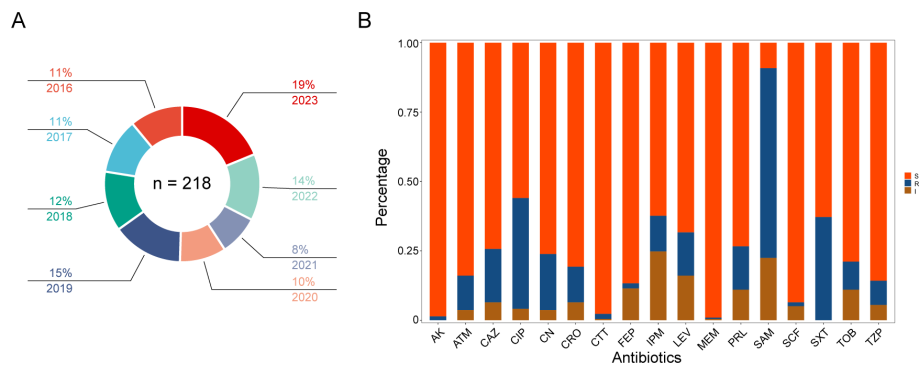 A
11%
2016
11%
2017
12%
2018
15%
2019
n = 218
19%
2023
14%
2022
8%
2021
10%
2020
B
Percentage
1.00
0.75
0.50
0.25
0
AK ATM CAZ CIP CN CRO CTT FEP IPM LEV MEM PRL SAM SCF SXT TOB TZP
Antibiotics
S
R
I